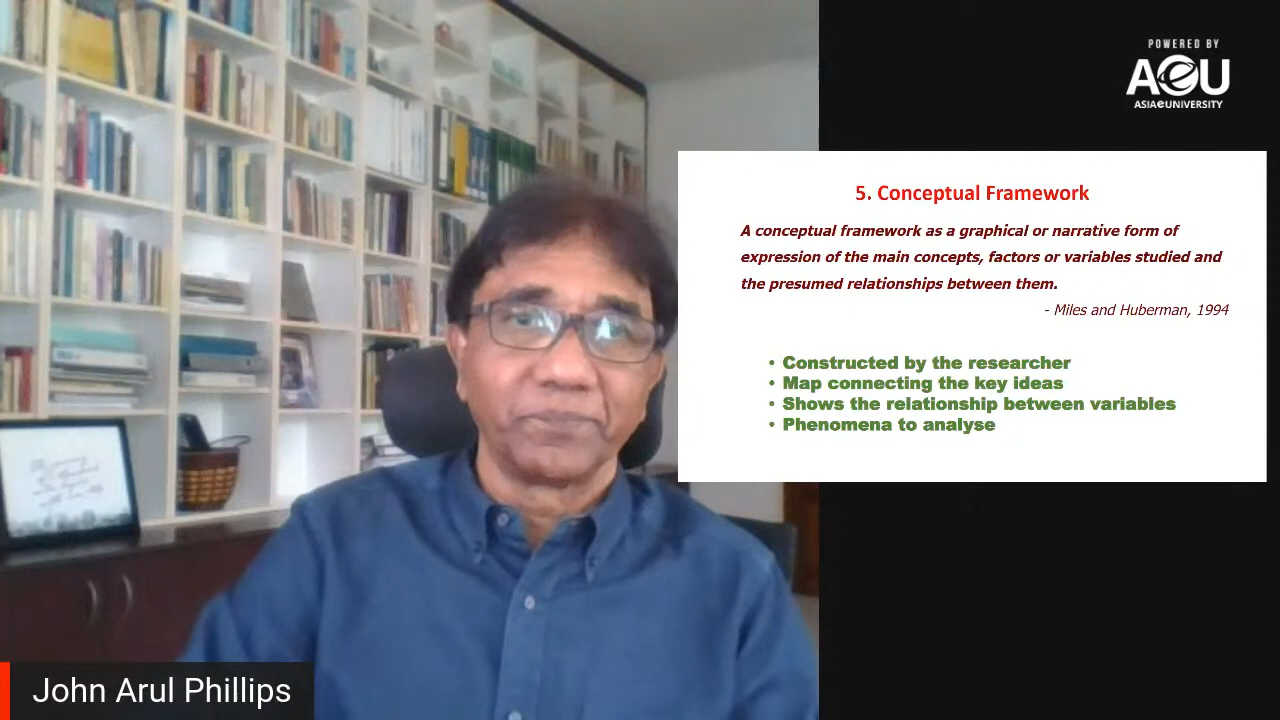 POWERED BY
AeU
ASIAeUNIVERSITY
5. Conceptual Framework
A conceptual framework as a graphical or narrative form of
expression of the main concepts, factors or variables studied and
the presumed relationships between them.
- Miles and Huberman, 1994
• Constructed by the researcher
• Map connecting the key ideas
• Shows the relationship between variables
• Phenomena to analyse
John Arul Phillips